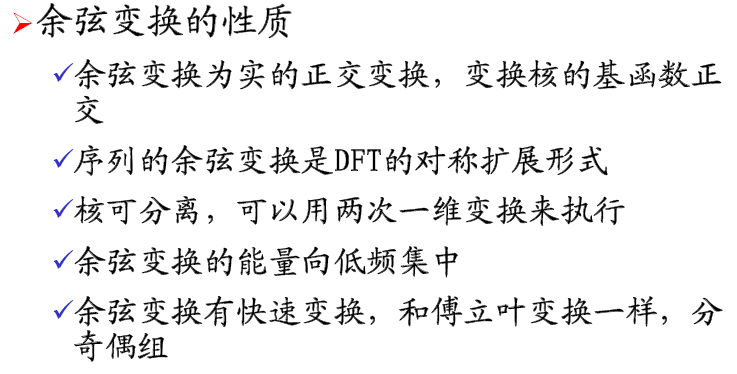 余弦变换的性质
余弦变换为实的正交变换，变换核的基函数正
交
序列的余弦变换是DFT的对称扩展形式
核可分离，可以用两次一维变换来执行
余弦变换的能量向低频集中
余弦变换有快速变换，和傅立叶变换一样，分
奇偶组